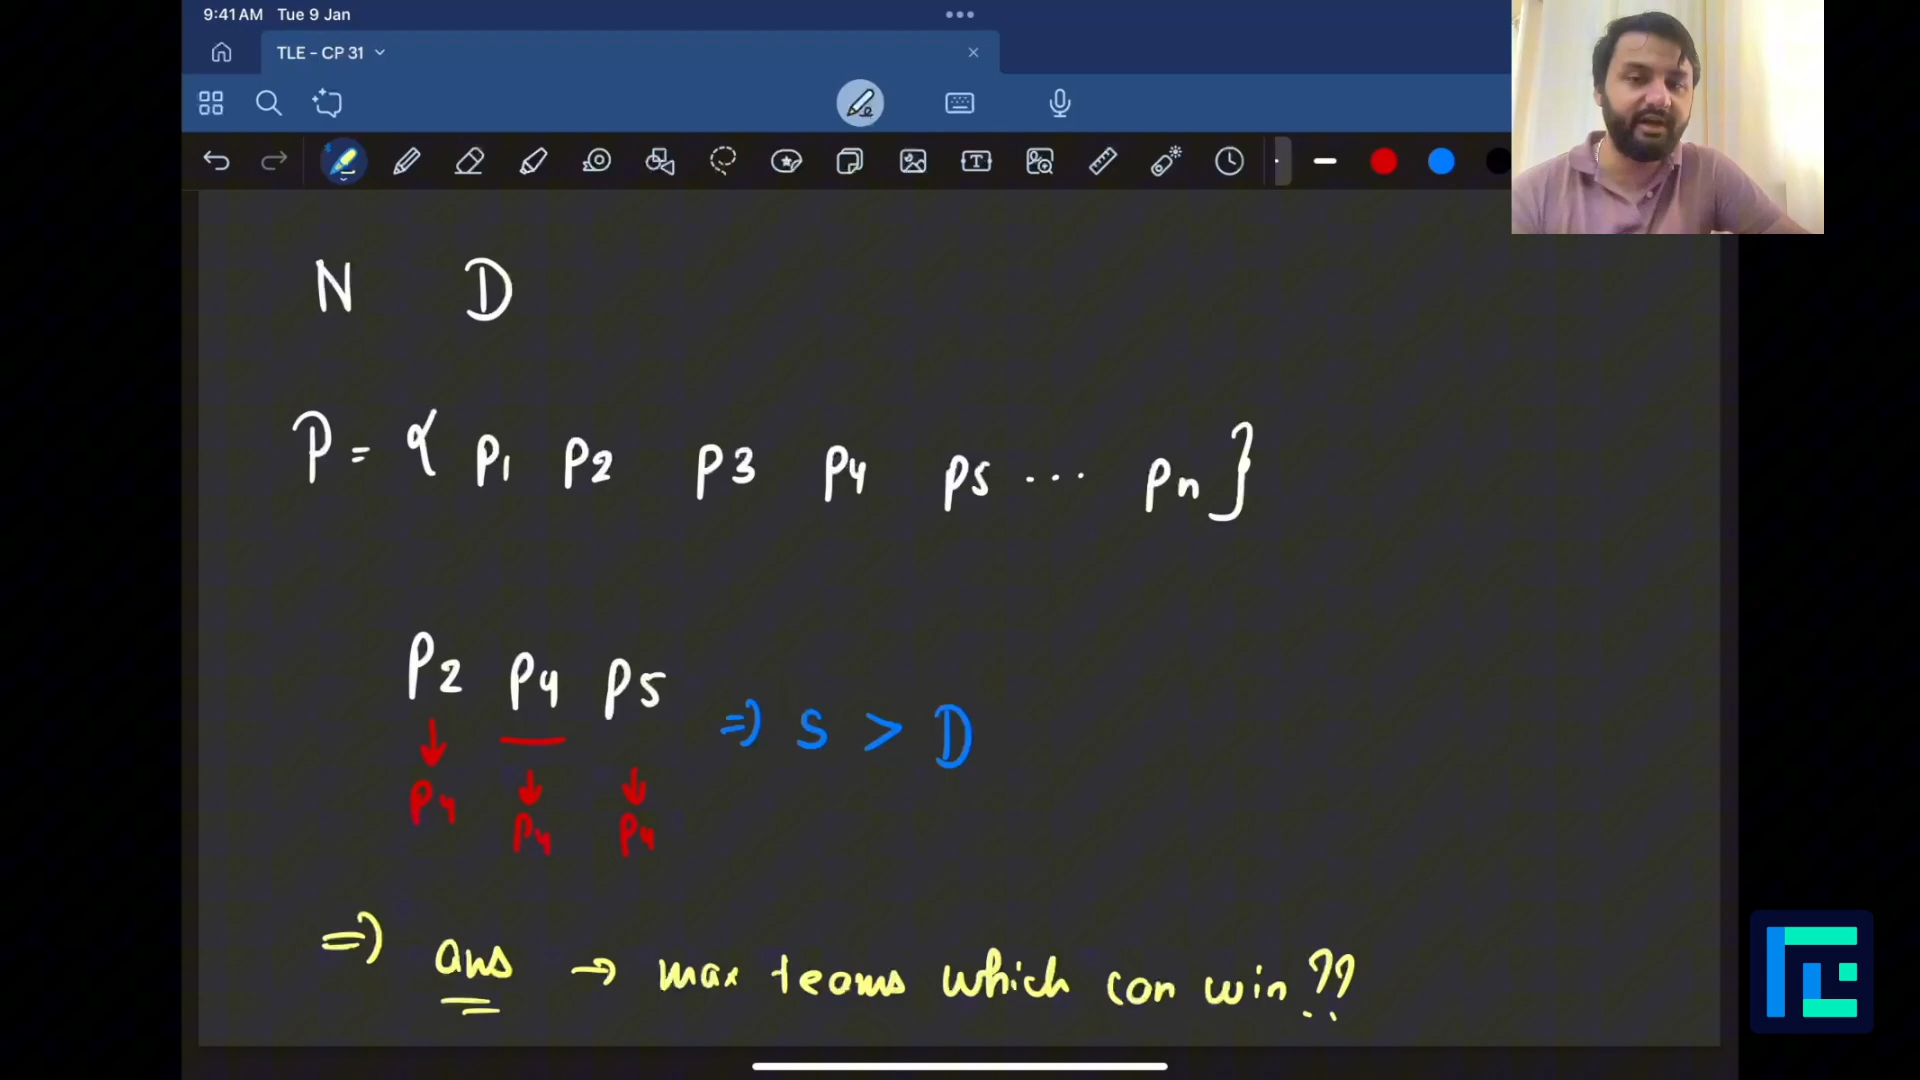 9:41 AM Tue 9 Jan
TLE - CP 31
N D
P = { p1 p2 p3 p4 p5 ... pn }
p2 p4 p5 => S > D
p4 p4 p4
=> ans → max teams which can win ??